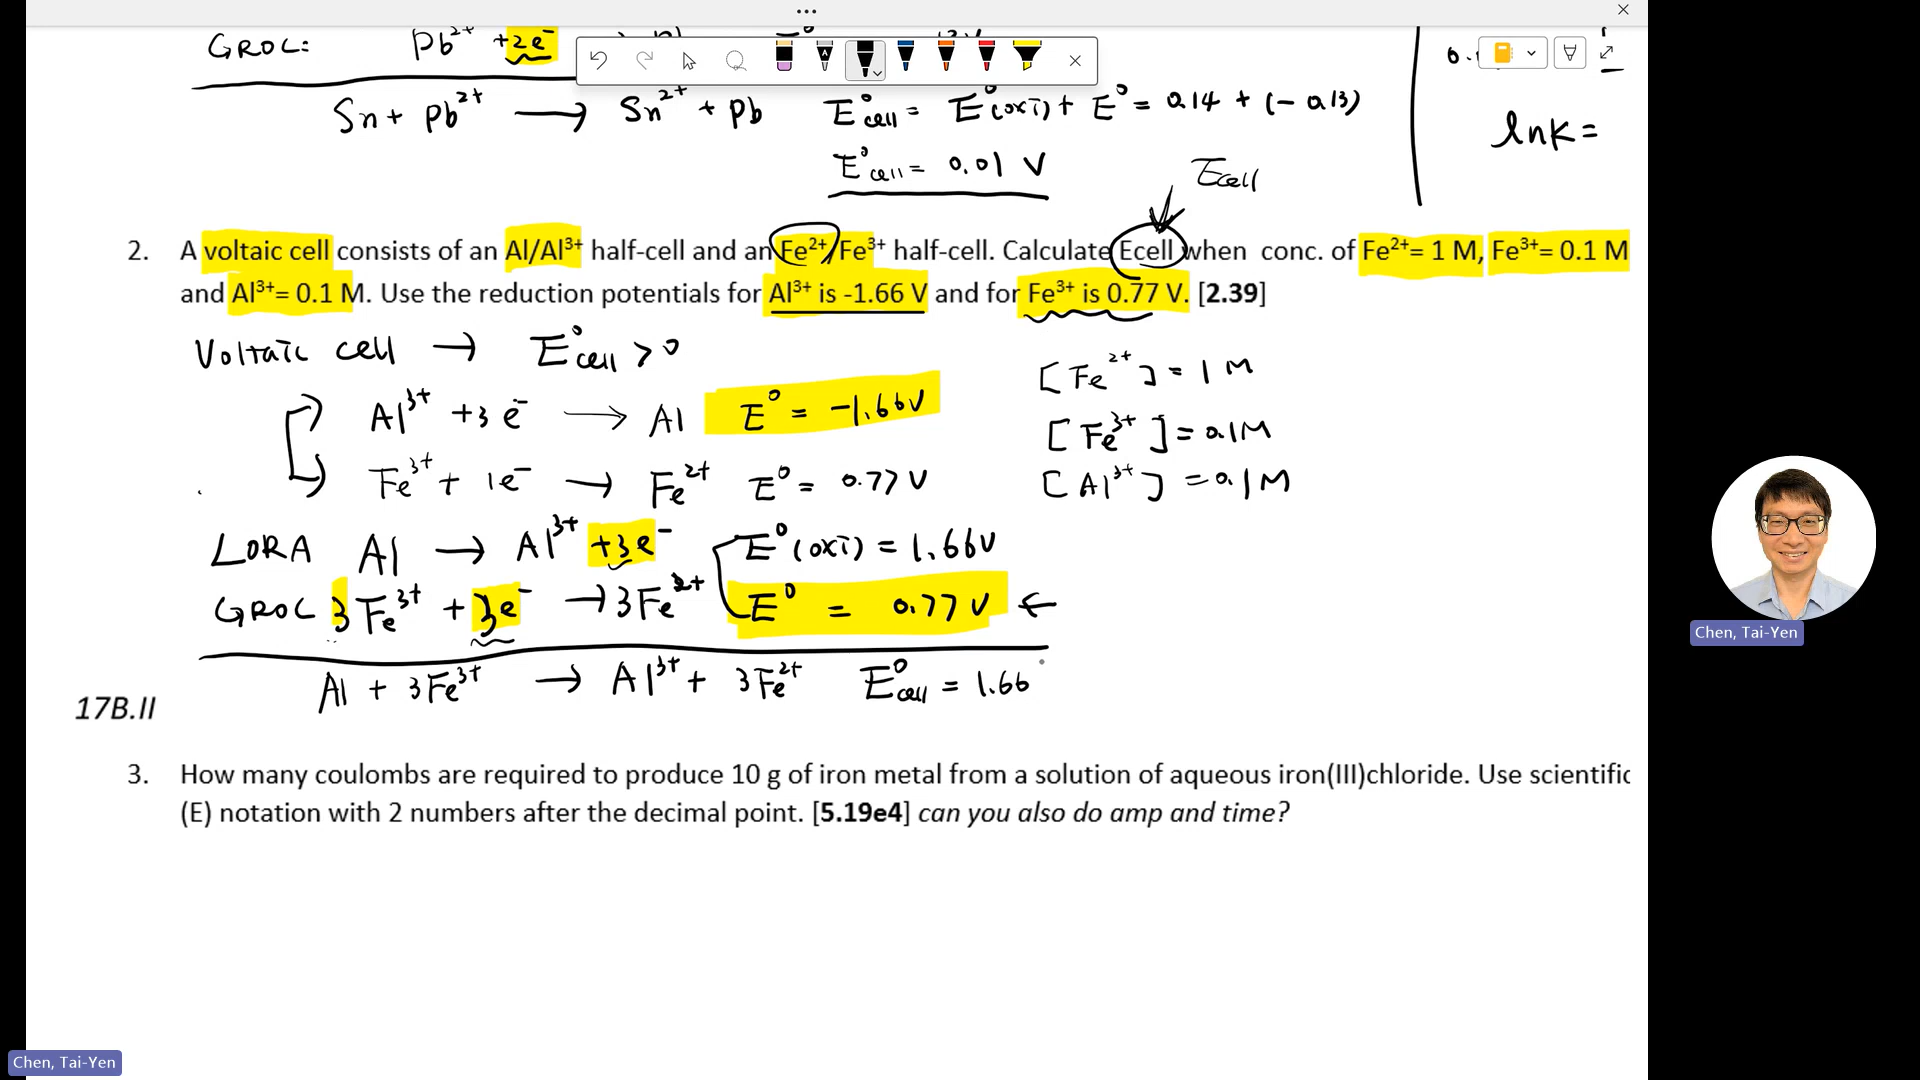 GROC: Pb²⁺ +2e⁻
Sn + Pb²⁺ → Sn²⁺ + Pb E°cell = E°(oxi) + E° = 0.14 + (-0.13)
E°cell = 0.01 V
lnK =
Ecell
2. A voltaic cell consists of an Al/Al³⁺ half-cell and an Fe²⁺/Fe³⁺ half-cell. Calculate Ecell when conc. of Fe²⁺= 1 M, Fe³⁺= 0.1 M
and Al³⁺= 0.1 M. Use the reduction potentials for Al³⁺ is -1.66 V and for Fe³⁺ is 0.77 V. [2.39]
Voltaic cell → E°cell > 0
[Fe²⁺] = 1 M
Al³⁺ +3e⁻ → Al E° = -1.66V
[Fe³⁺] = 0.1M
Fe³⁺ + 1e⁻ → Fe²⁺ E° = 0.77 V
[Al³⁺] = 0.1 M
LORA Al → Al³⁺ +3e⁻ E°(oxi) = 1.66V
GROC 3Fe³⁺ + 3e⁻ → 3Fe²⁺ E° = 0.77 V ←
Al + 3Fe³⁺ → Al³⁺ + 3Fe²⁺ E°cell = 1.66
17B.II
3. How many coulombs are required to produce 10 g of iron metal from a solution of aqueous iron(III)chloride. Use scientific
(E) notation with 2 numbers after the decimal point. [5.19e4] can you also do amp and time?
Chen, Tai-Yen
Chen, Tai-Yen